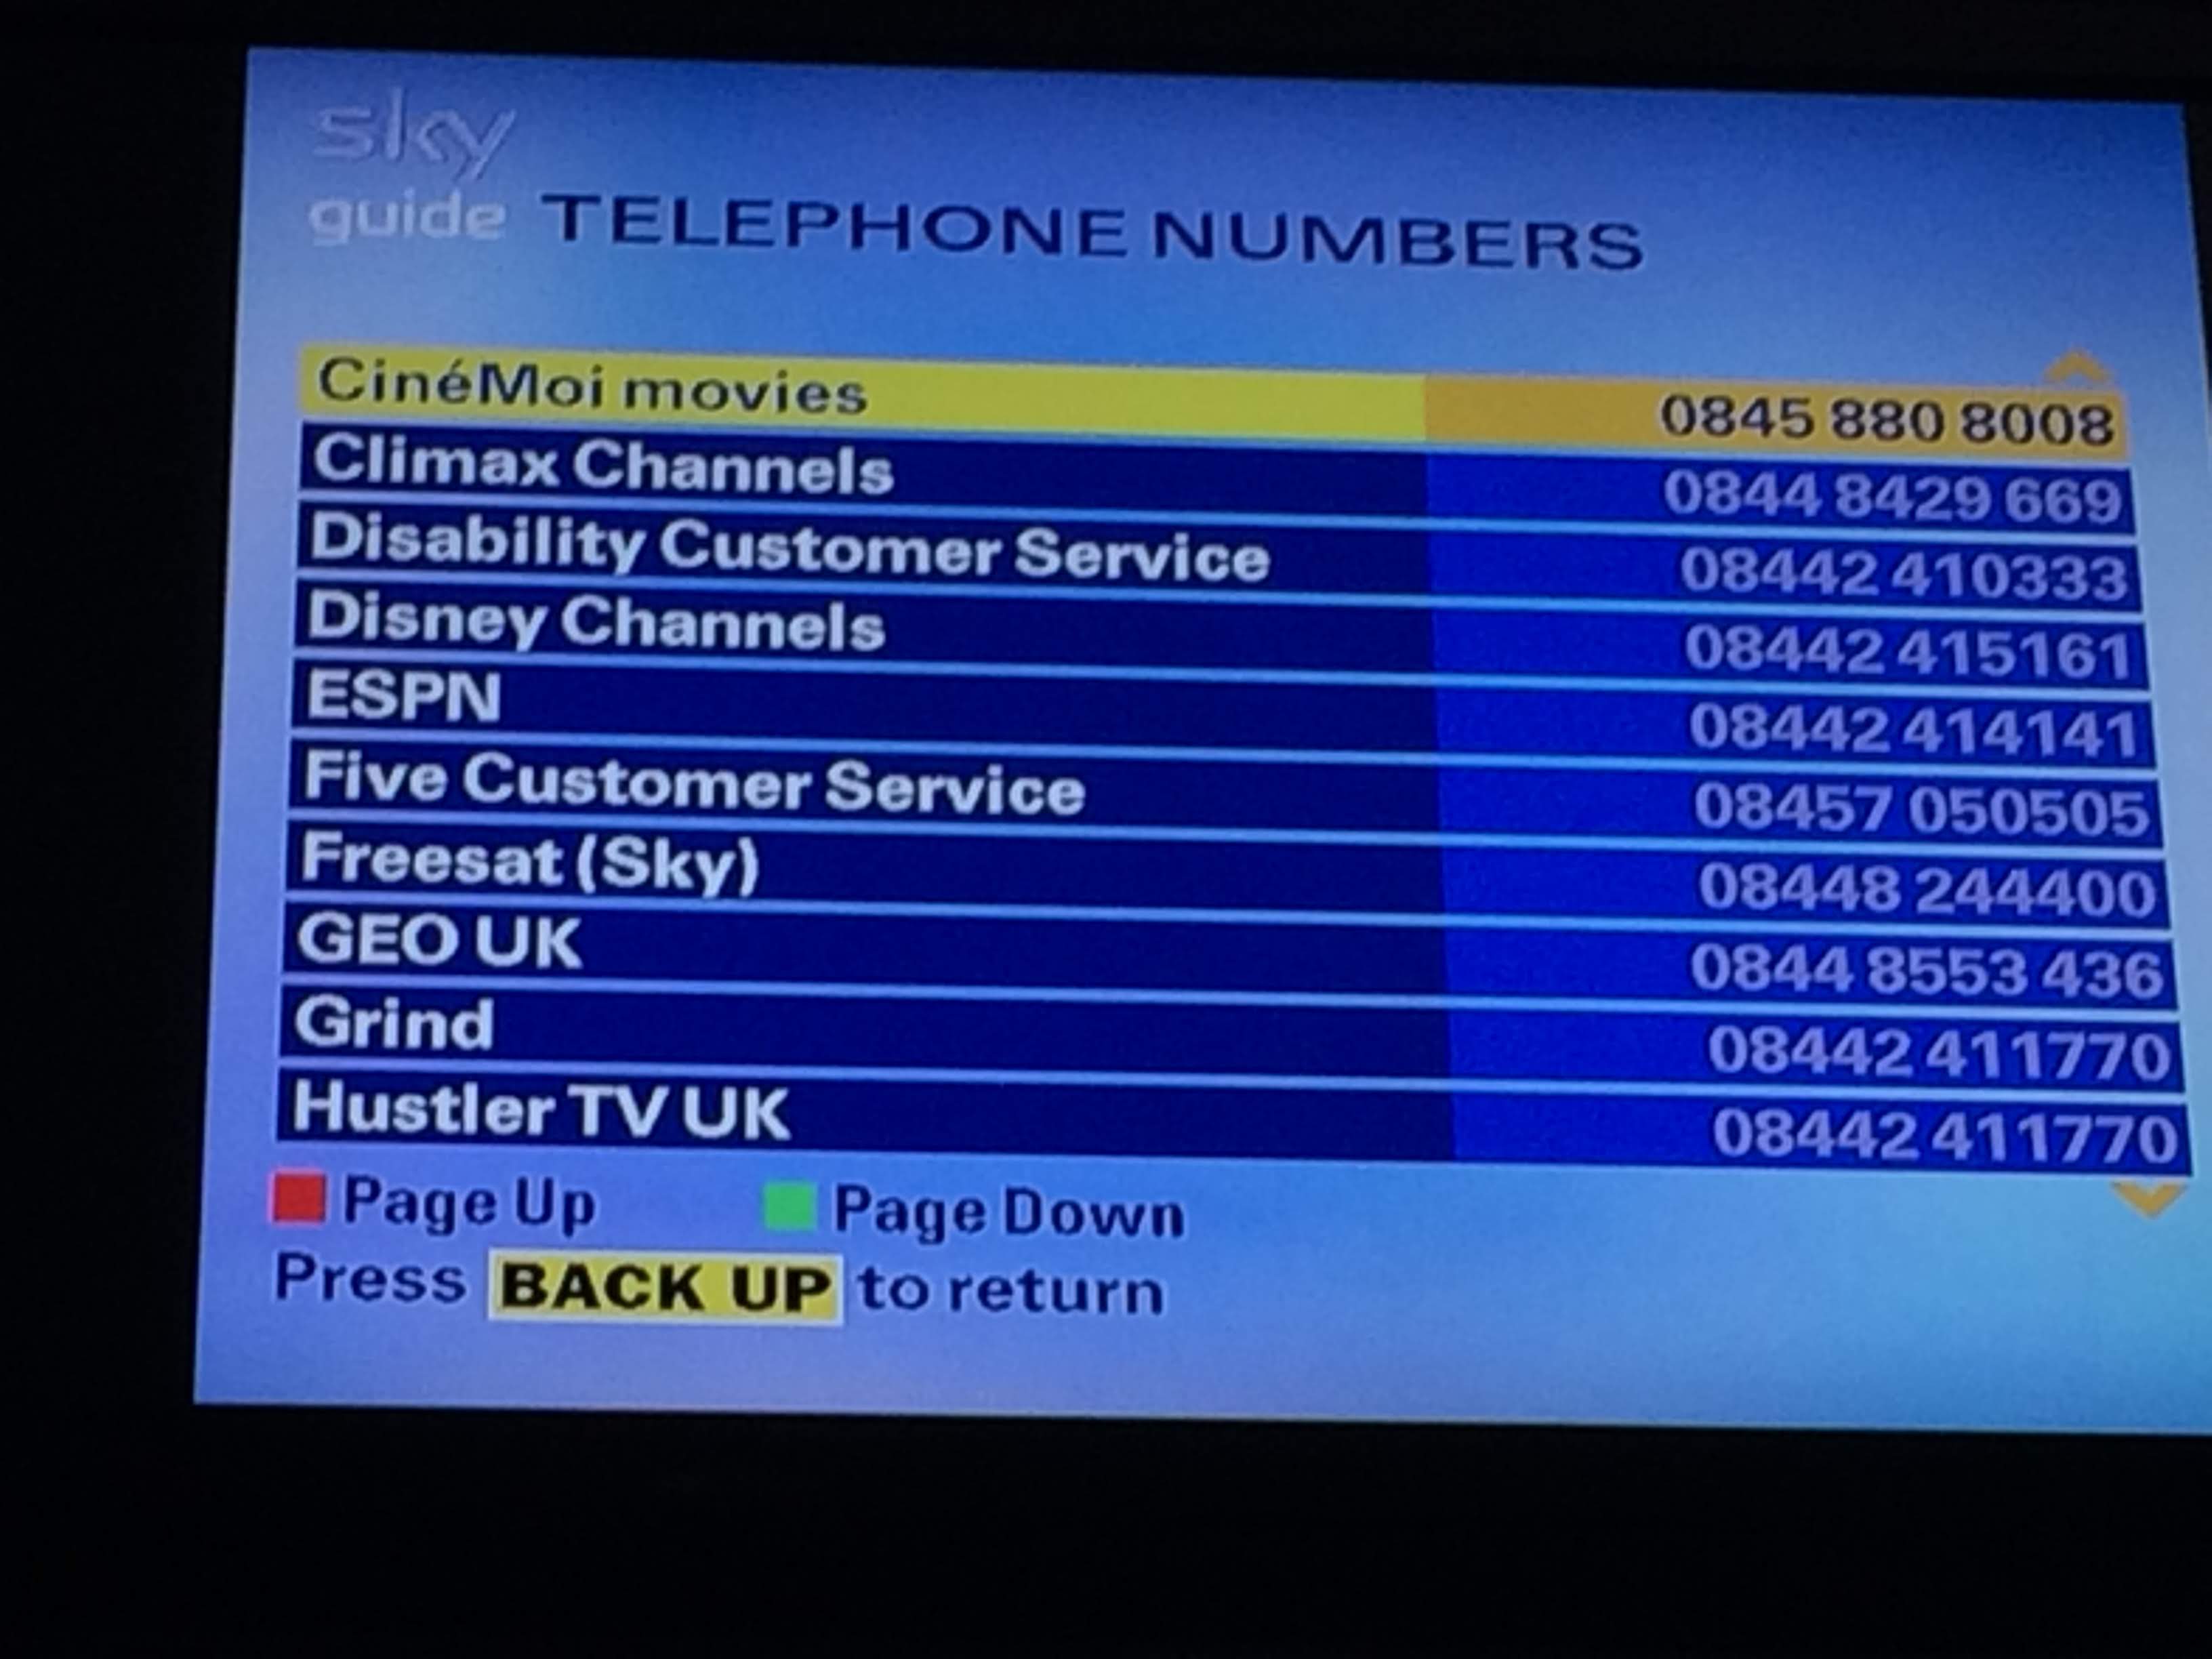 sky
guide TELEPHONE NUMBERS
CinéMoi movies 0845 880 8008
Climax Channels 0844 8429 669
Disability Customer Service 08442 410333
Disney Channels 08442 415161
ESPN 08442 414141
Five Customer Service 08457 050505
Freesat (Sky) 08448 244400
GEO UK 0844 8553 436
Grind 08442 411770
Hustler TV UK 08442 411770
Page Up Page Down
Press BACK UP to return